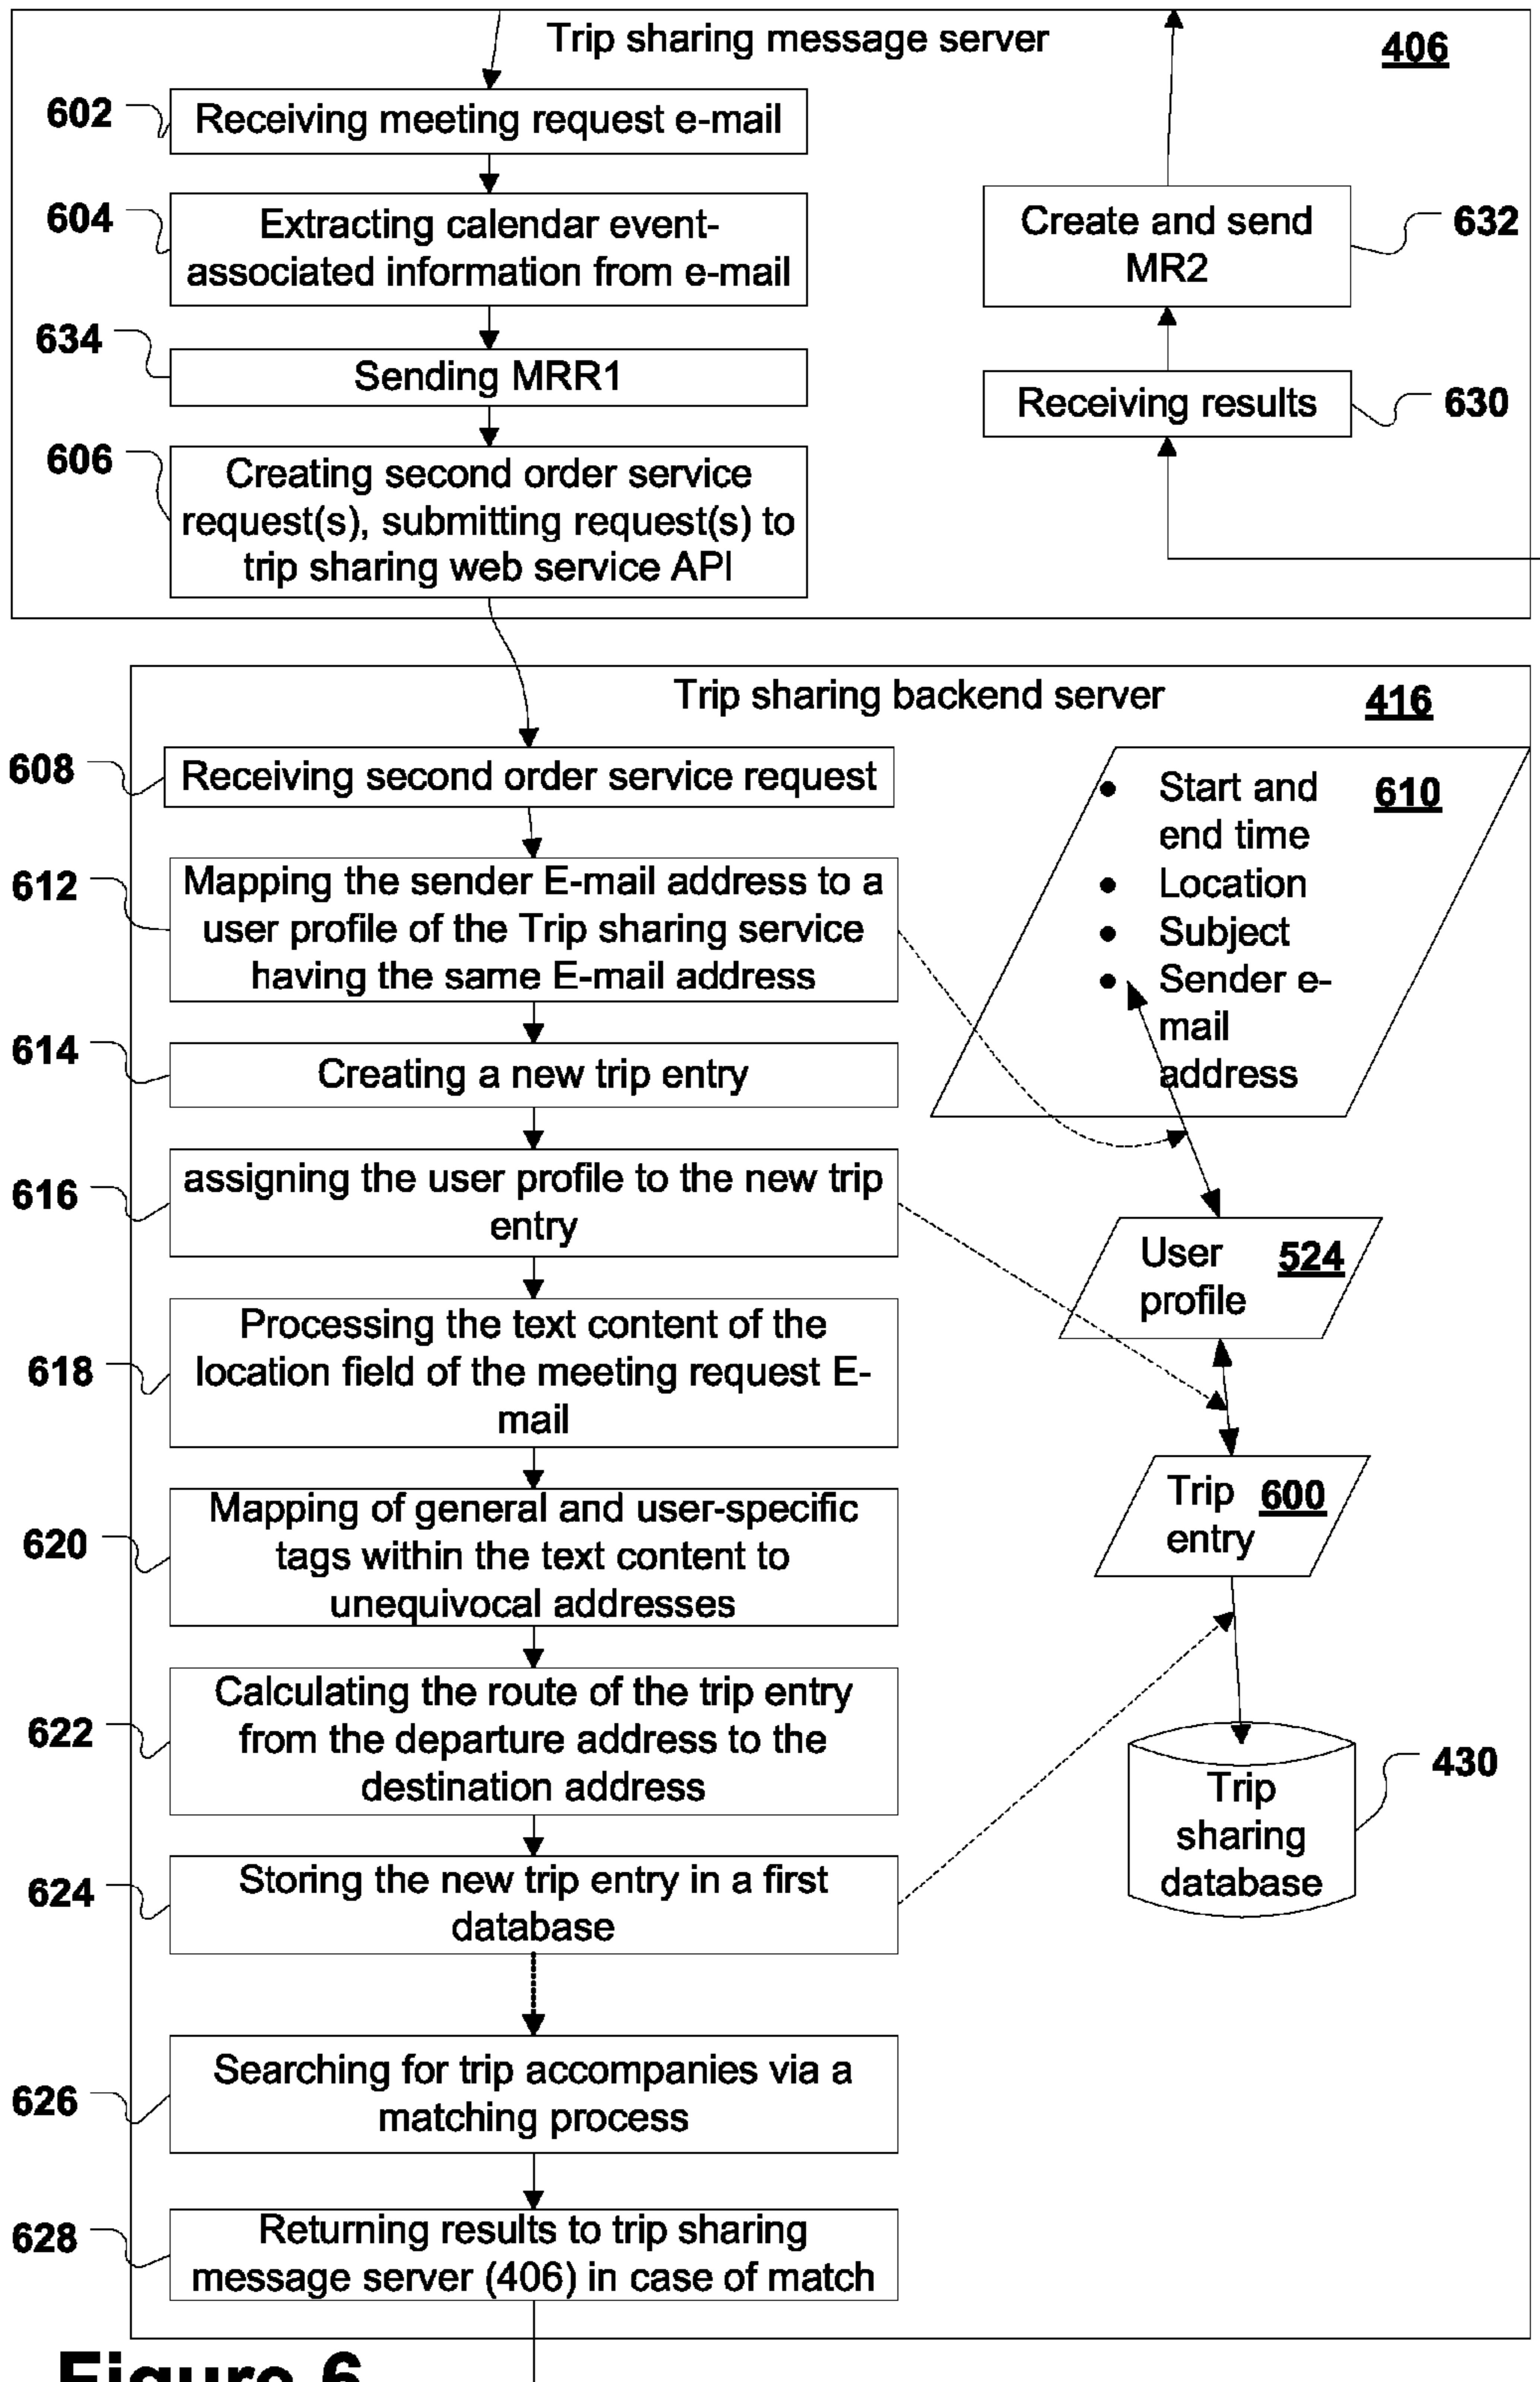 Trip sharing message server
406
602
Receiving meeting request e-mail
604
Extracting calendar event-
associated information from e-mail
634
Sending MRR1
606
Creating second order service
request(s), submitting request(s) to
trip sharing web service API
Create and send
MR2
632
Receiving results
630
Trip sharing backend server
416
608
Receiving second order service request
612
Mapping the sender E-mail address to a
user profile of the Trip sharing service
having the same E-mail address
614
Creating a new trip entry
616
assigning the user profile to the new trip
entry
618
Processing the text content of the
location field of the meeting request E-
mail
620
Mapping of general and user-specific
tags within the text content to
unequivocal addresses
622
Calculating the route of the trip entry
from the departure address to the
destination address
624
Storing the new trip entry in a first
database
626
Searching for trip accompanies via a
matching process
628
Returning results to trip sharing
message server (406) in case of match
610
• Start and
end time
• Location
• Subject
• Sender e-
mail
address
User
profile
524
Trip
entry
600
Trip
sharing
database
430
Figure 6